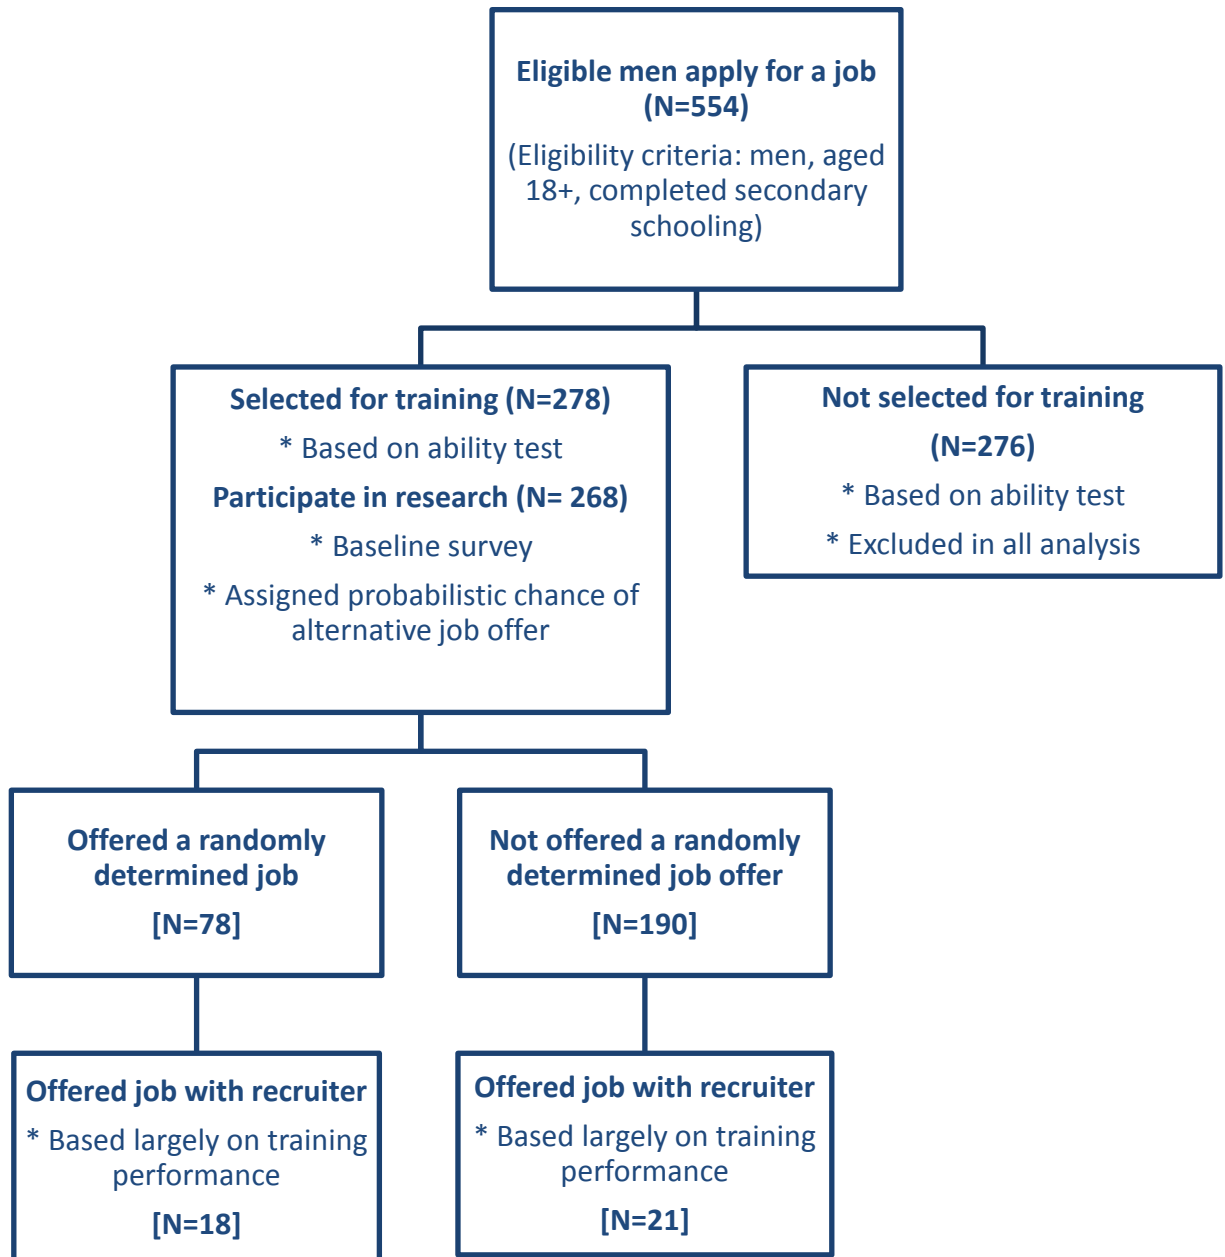 Eligible men apply for a job
(N=554)
(Eligibility criteria: men, aged
18+, completed secondary
schooling)
Selected for training (N=278)
* Based on ability test
Participate in research (N= 268)
* Baseline survey
* Assigned probabilistic chance of
alternative job offer
Not selected for training
(N=276)
* Based on ability test
* Excluded in all analysis
Offered a randomly
determined job
[N=78]
Not offered a randomly
determined job offer
[N=190]
Offered job with recruiter
* Based largely on training
performance
[N=18]
Offered job with recruiter
* Based largely on training
performance
[N=21]